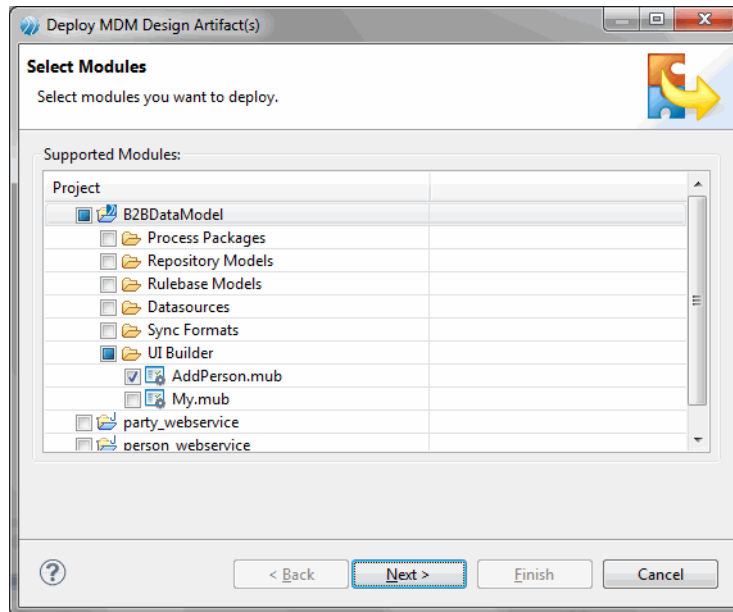 Deploy MDM Design Artifact(s)
Select Modules
Select modules you want to deploy.
Supported Modules:
Project
B2BDataModel
Process Packages
Repository Models
Rulebase Models
Datasources
Sync Formats
UI Builder
AddPerson.mub
My.mub
party_webservice
person_webservice
< Back Next > Finish Cancel